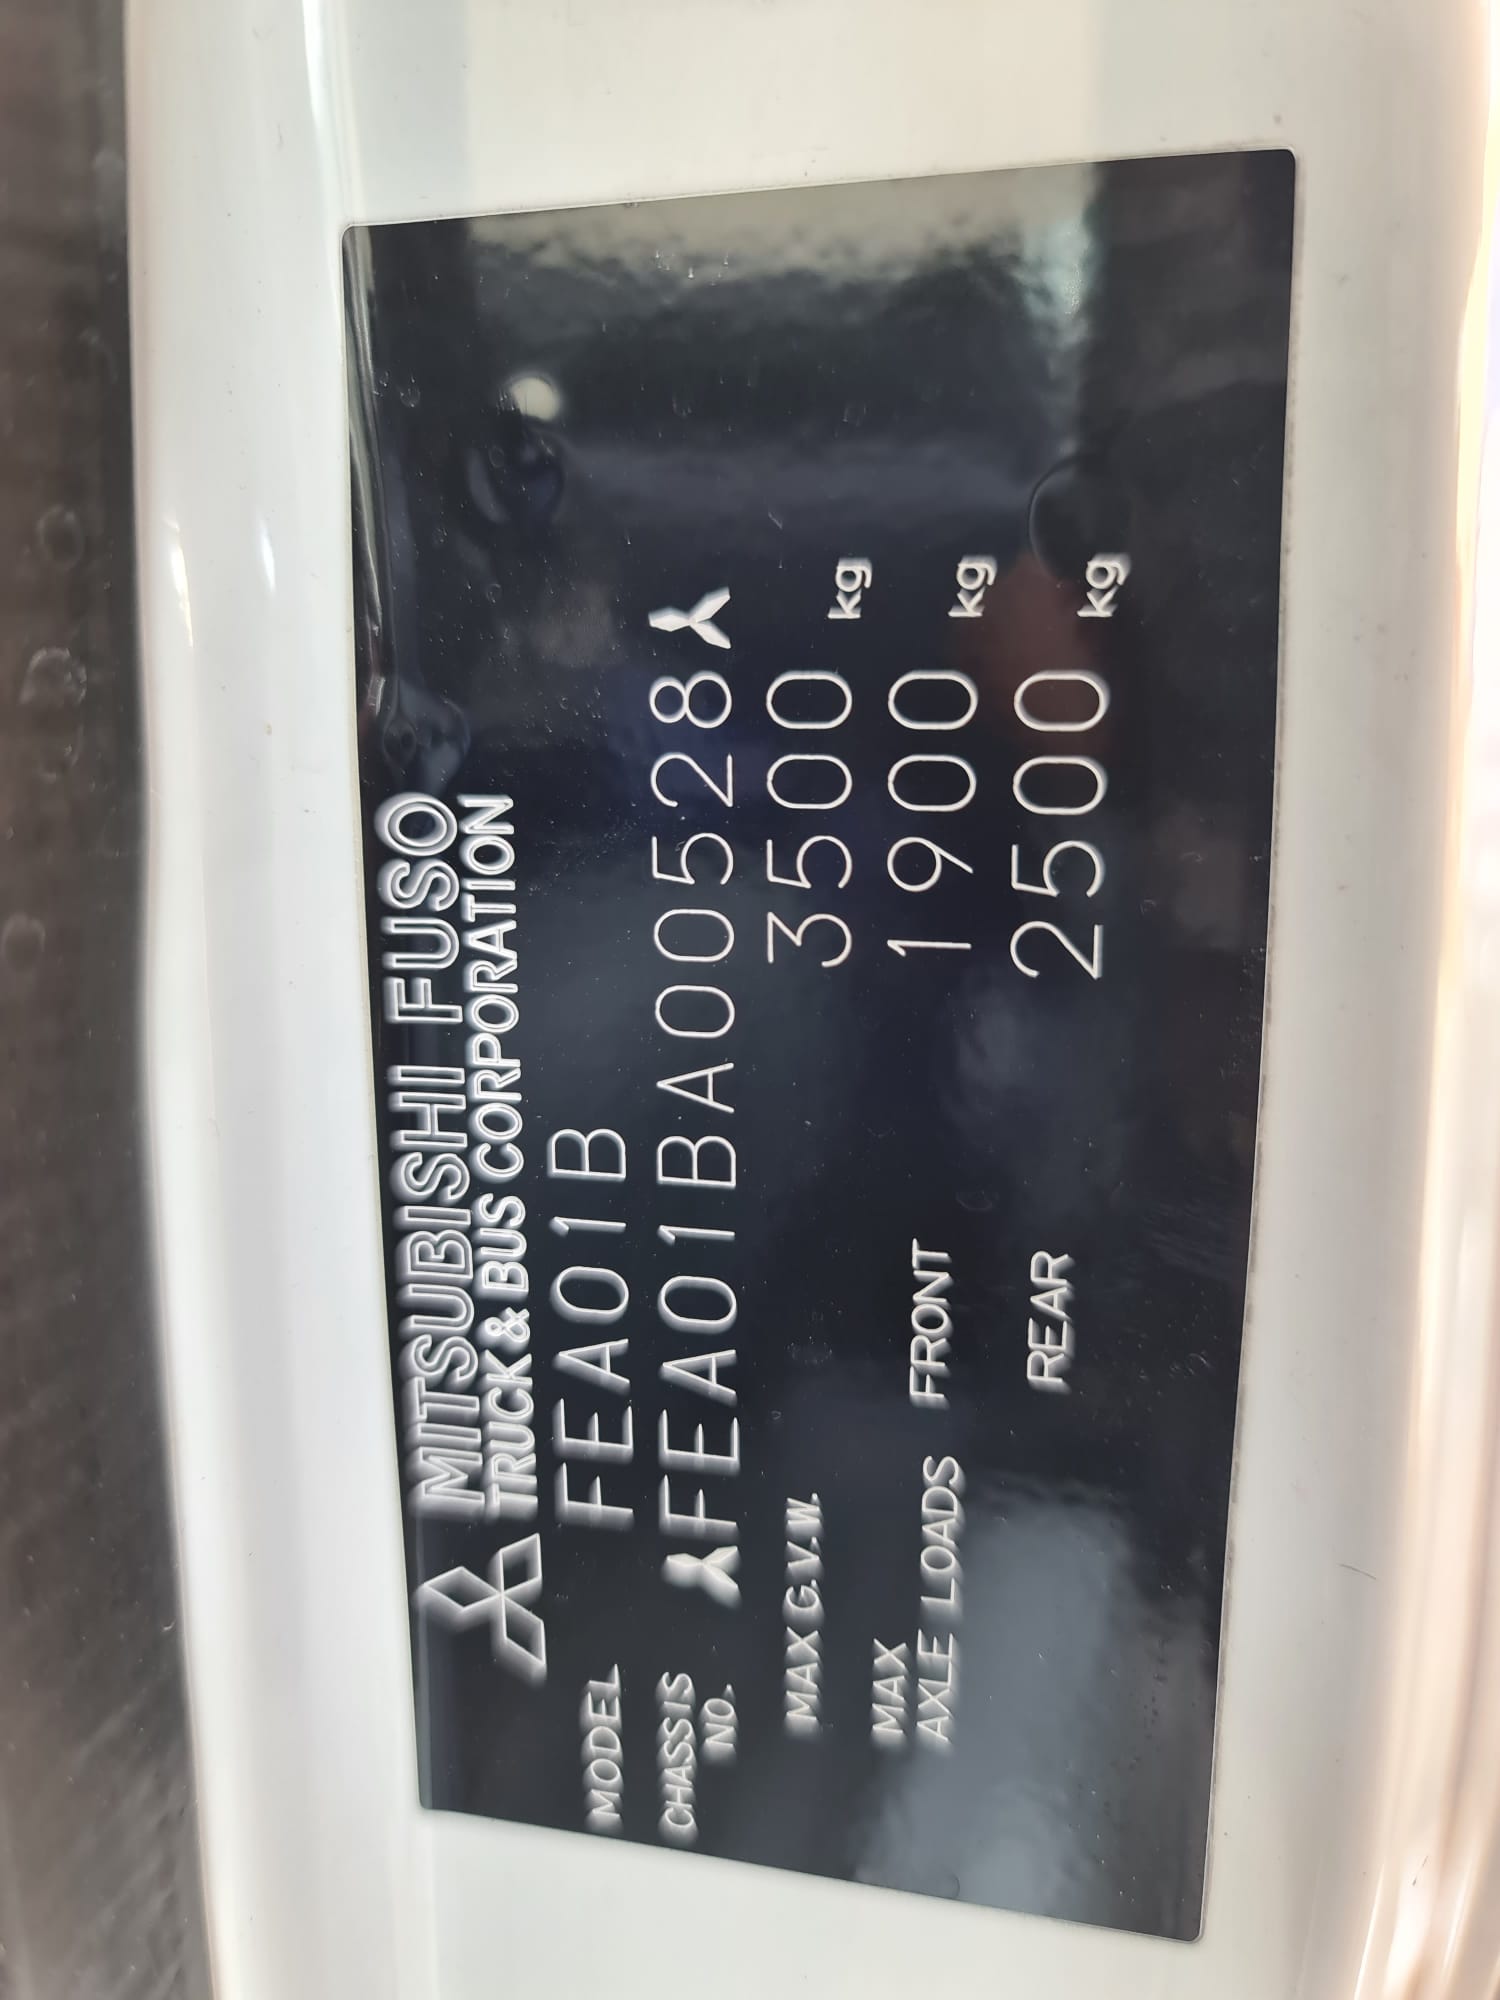 MITSUBISHI FUSO
TRUCK & BUS CORPORATION
MODEL FEA01B
CHASSIS NO. FEA01BA00528
MAX G.V.W. 3500 kg
MAX AXLE LOADS FRONT 1900 kg
REAR 2500 kg